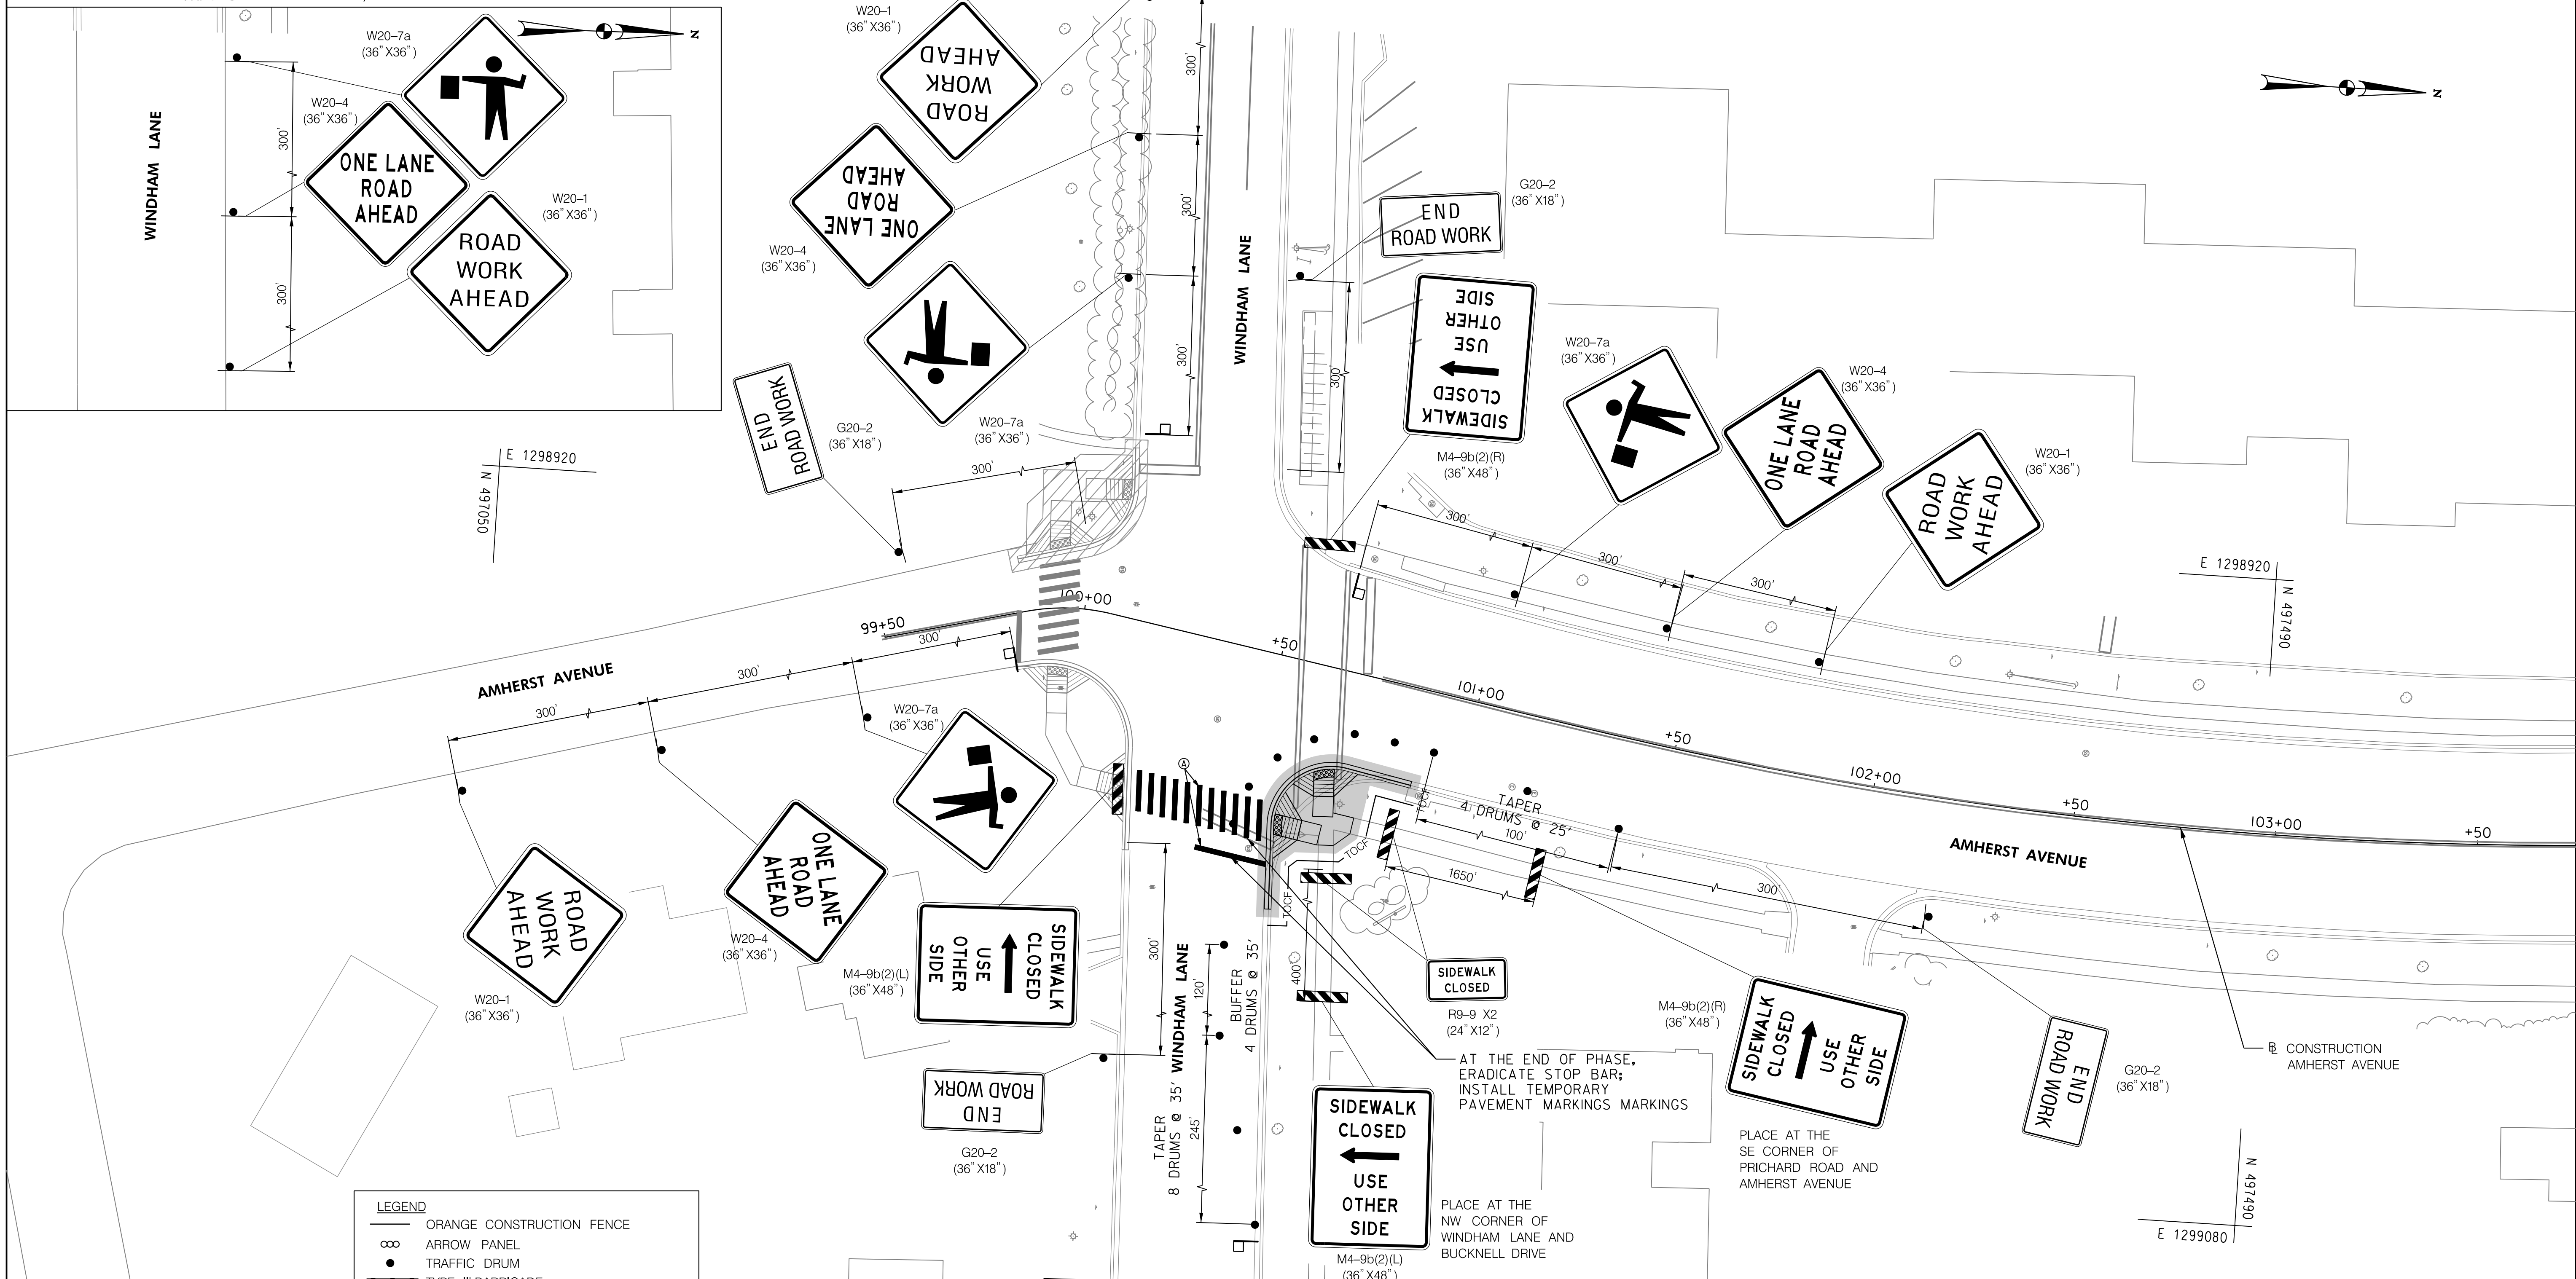 W20-7a
(36"X36")
N
W20-4
(36"X36")
ONE LANE
ROAD
AHEAD
W20-1
(36"X36")
ROAD
WORK
AHEAD
WINDHAM LANE
300'
300'
W20-1
(36"X36")
ROAD
WORK
AHEAD
300'
ONE LANE
ROAD
AHEAD
W20-4
(36"X36")
300'
W20-7a
(36"X36")
300'
END
ROAD WORK
G20-2
(36"X18")
300'
WINDHAM LANE
END
ROAD WORK
G20-2
(36"X18")
300'
SIDEWALK
CLOSED
USE
OTHER
SIDE
M4-9b(2)(R)
(36"X48")
N
W20-7a
(36"X36")
W20-4
(36"X36")
ONE LANE
ROAD
AHEAD
W20-1
(36"X36")
ROAD
WORK
AHEAD
300'
300'
300'
E 1298920
N 497050
E 1298920
N 497490
AMHERST AVENUE
99+50
100+00
+50
101+00
+50
102+00
+50
103+00
+50
300'
300'
300'
W20-7a
(36"X36")
ONE LANE
ROAD
AHEAD
W20-4
(36"X36")
ROAD
WORK
AHEAD
W20-1
(36"X36")
SIDEWALK
CLOSED
USE
OTHER
SIDE
M4-9b(2)(L)
(36"X48")
END
ROAD WORK
G20-2
(36"X18")
300'
A
WINDHAM LANE
TAPER
8 DRUMS @ 35'
245'
120'
BUFFER
4 DRUMS @ 35'
TOCF
TOCF
TOCF
400'
TAPER
4 DRUMS @ 25'
100'
1650'
300'
AMHERST AVENUE
SIDEWALK
CLOSED
R9-9 X2
(24"X12")
AT THE END OF PHASE,
ERADICATE STOP BAR;
INSTALL TEMPORARY
PAVEMENT MARKINGS MARKINGS
SIDEWALK
CLOSED
USE
OTHER
SIDE
M4-9b(2)(L)
(36"X48")
PLACE AT THE
NW CORNER OF
WINDHAM LANE AND
BUCKNELL DRIVE
M4-9b(2)(R)
(36"X48")
SIDEWALK
CLOSED
USE
OTHER
SIDE
PLACE AT THE
SE CORNER OF
PRICHARD ROAD AND
AMHERST AVENUE
END
ROAD WORK
G20-2
(36"X18")
BL CONSTRUCTION
AMHERST AVENUE
N 497490
E 1299080
LEGEND
ORANGE CONSTRUCTION FENCE
ARROW PANEL
TRAFFIC DRUM
TYPE III BARRICADE